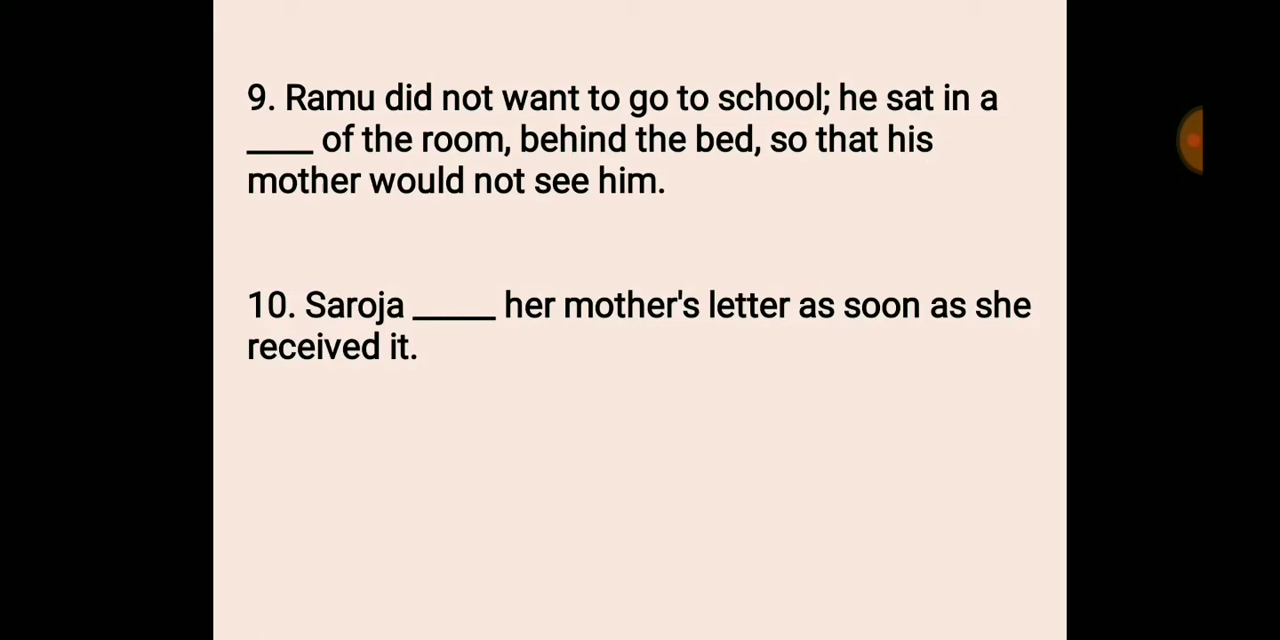 9. Ramu did not want to go to school; he sat in a
____ of the room, behind the bed, so that his
mother would not see him.
10. Saroja _____ her mother's letter as soon as she
received it.